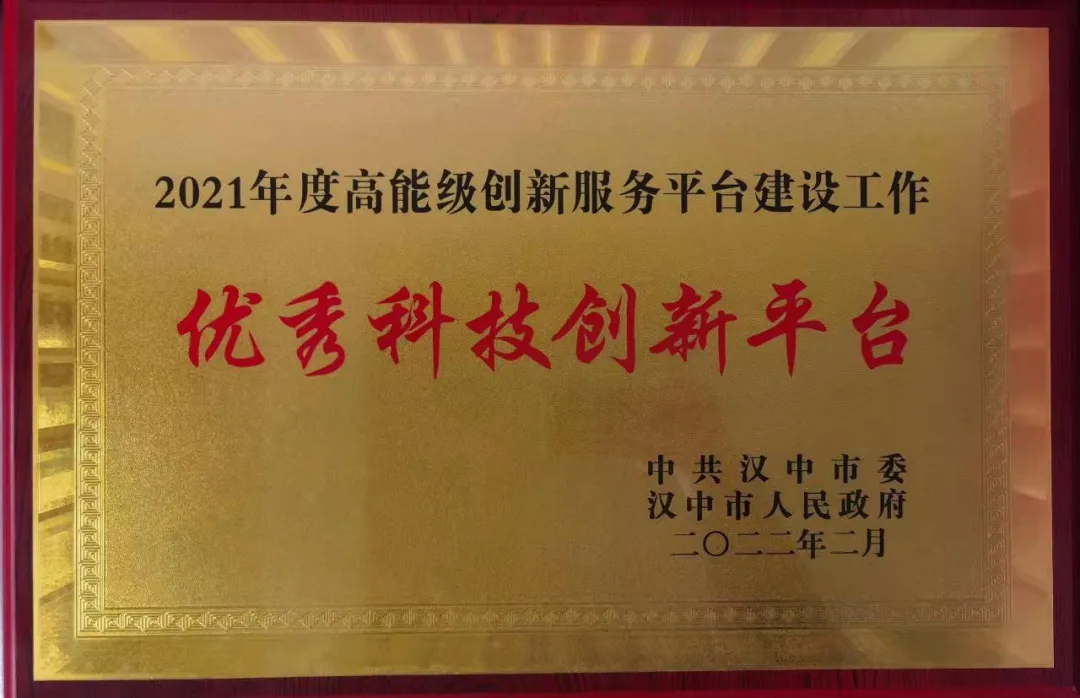 2021年度高能级创新服务平台建设工作
优秀科技创新平台
中共汉中市委
汉中市人民政府
二〇二二年二月